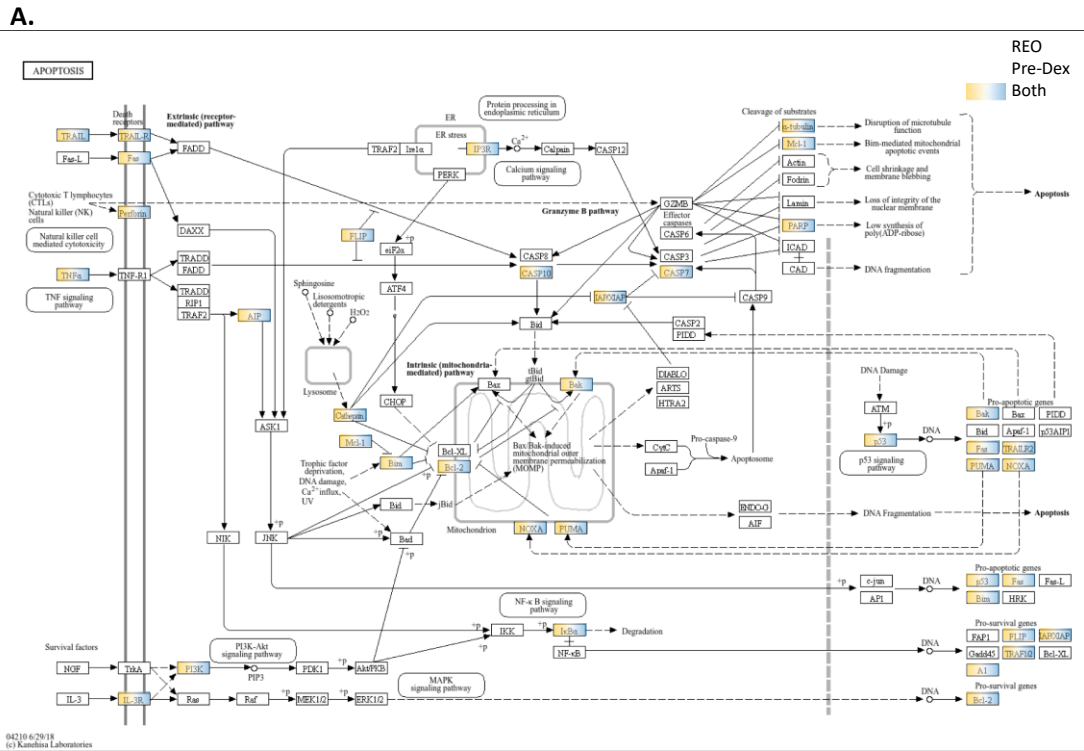 A.
REO
Pre-Dex
Both
APOPTOSIS
Death
receptors
Extrinsic (receptor-
mediated) pathway
TRAIL
TRAIL-R
Fas-L
Fas
FADD
Cytotoxic T lymphocytes
(CTLs)
Natural killer (NK)
cells
Perforin
Natural killer cell
mediated cytotoxicity
DAXX
TNFα
TNF-R1
TRADD
FADD
TNF signaling
pathway
TRADD
RIP1
TRAF2
AIP
ER
ER stress
TRAF2
Ire1α
IP3R
Ca2+
Calpain
CASP12
PERK
Protein processing in
endoplasmic reticulum
Calcium signaling
pathway
Granzyme B pathway
GZMB
Effector
caspases
CASP6
CASP3
CASP7
CASP8
CASP10
FLIP
+p
eIF2α
ATF4
Sphingosine
Lisosomotropic
detergents
H2O2
Lysosome
IAP/XIAP
CASP9
Bid
CASP2
PIDD
Intrinsic (mitochondria-
mediated) pathway
tBid
gtBid
Bax
Bak
DIABLO
ARTS
HTRA2
CHOP
Cathepsin
ASK1
Mcl-1
Bim
Bcl-XL
Bcl-2
+p
Bax/Bak-induced
mitochondrial outer
membrane permeabilization
(MOMP)
CytC
Apaf-1
Pro-caspase-9
Apoptosome
Trophic factor
deprivation,
DNA damage,
Ca2+influx,
UV
Bid
jBid
Bad
+p
Mitochondrion
NOXA
PUMA
ENDO-G
AIF
DNA Fragmentation
Apoptosis
NIK
+p
JNK
Cleavage of substrates
α-tubulin
Disruption of microtubule
function
Mcl-1
Bim-mediated mitochondrial
apoptotic events
Actin
Fodrin
Cell shrinkage and
membrane blebbing
Lamin
Loss of integrity of the
nuclear membrane
PARP
Low synthesis of
poly(ADP-ribose)
ICAD
CAD
DNA fragmentation
Apoptosis
DNA Damage
ATM
+p
p53
DNA
p53 signaling
pathway
Pro-apoptotic genes
Bak
Bax
PIDD
Bid
Apaf-1
p53AIP1
Fas
TRAILR2
PUMA
NOXA
+p
c-jun
AP1
DNA
Pro-apoptotic genes
p53
Fas
Fas-L
Bim
HRK
NF-κB signaling
pathway
+p
IKK
+p
IκBα
Degradation
NF-κB
DNA
Pro-survival genes
FAP1
FLIP
IAP/XIAP
Gadd45
TRAF1/2
Bcl-XL
A1
Survival factors
NGF
TrkA
PI3K
PI3K-Akt
signaling pathway
PIP3
PDK1
+p
Akt/PKB
+p
IL-3
IL-3R
Ras
Raf
+p
MEK1/2
+p
ERK1/2
MAPK
signaling pathway
DNA
Pro-survival genes
Bcl-2
04210 6/29/18
(c) Kanehisa Laboratories